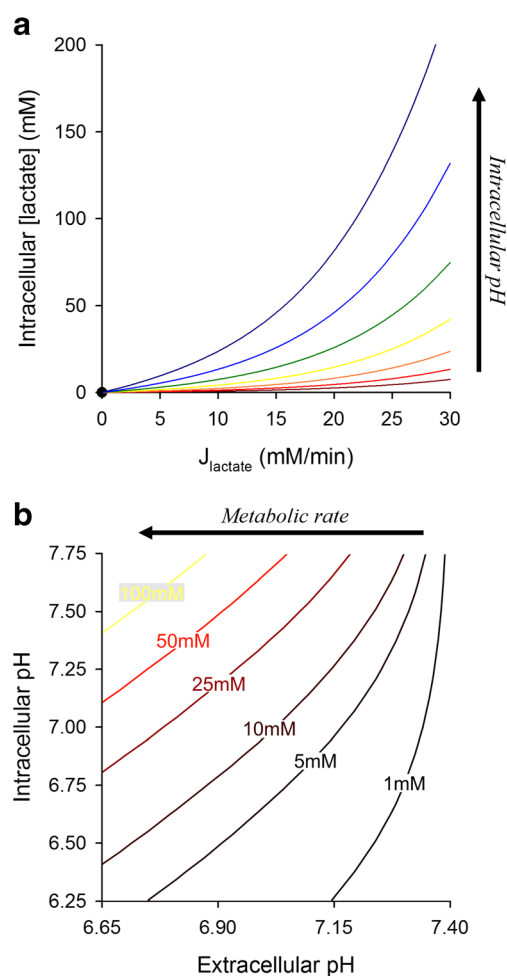 a
200
150
100
50
0
Intracellular [lactate] (mM)
Intracellular pH
0 5 10 15 20 25 30
J lactate (mM/min)
b
Metabolic rate
7.75
7.50
7.25
7.00
6.75
6.50
6.25
Intracellular pH
100mM
50mM
25mM
10mM
5mM
1mM
6.65 6.90 7.15 7.40
Extracellular pH